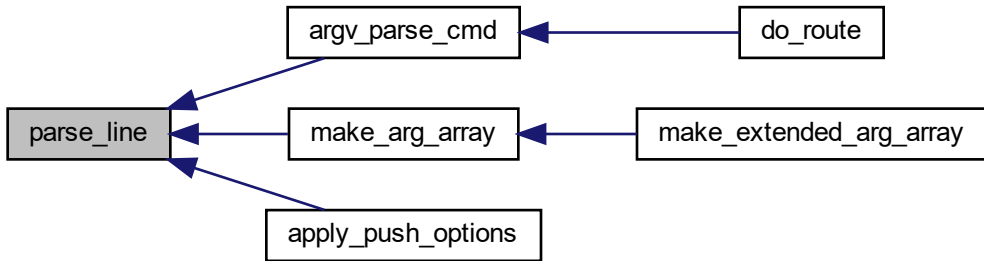 argv_parse_cmd
do_route
parse_line
make_arg_array
make_extended_arg_array
apply_push_options